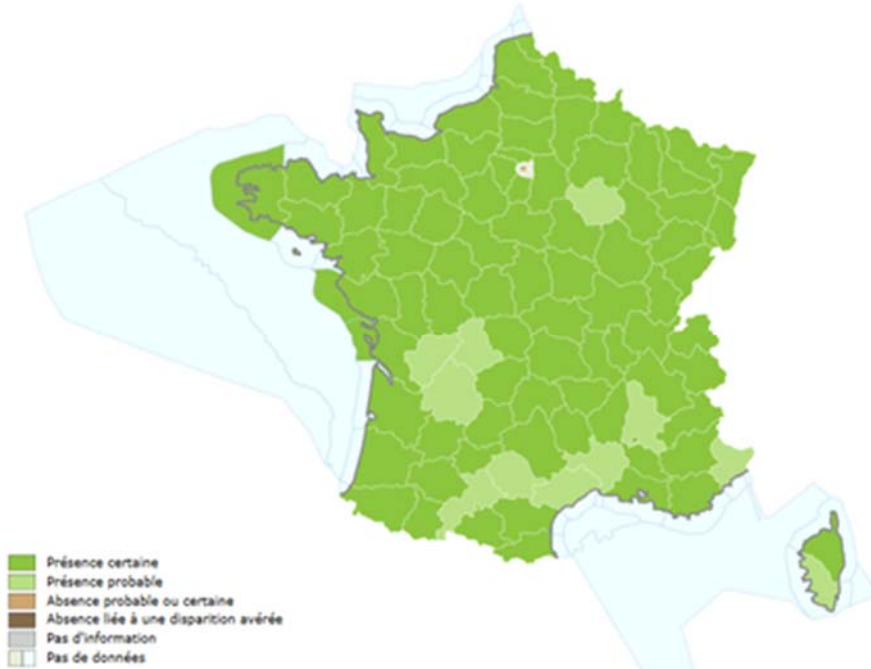 Présence certaine
Présence probable
Absence probable ou certaine
Absence liée à une disparition avérée
Pas d'information
Pas de données